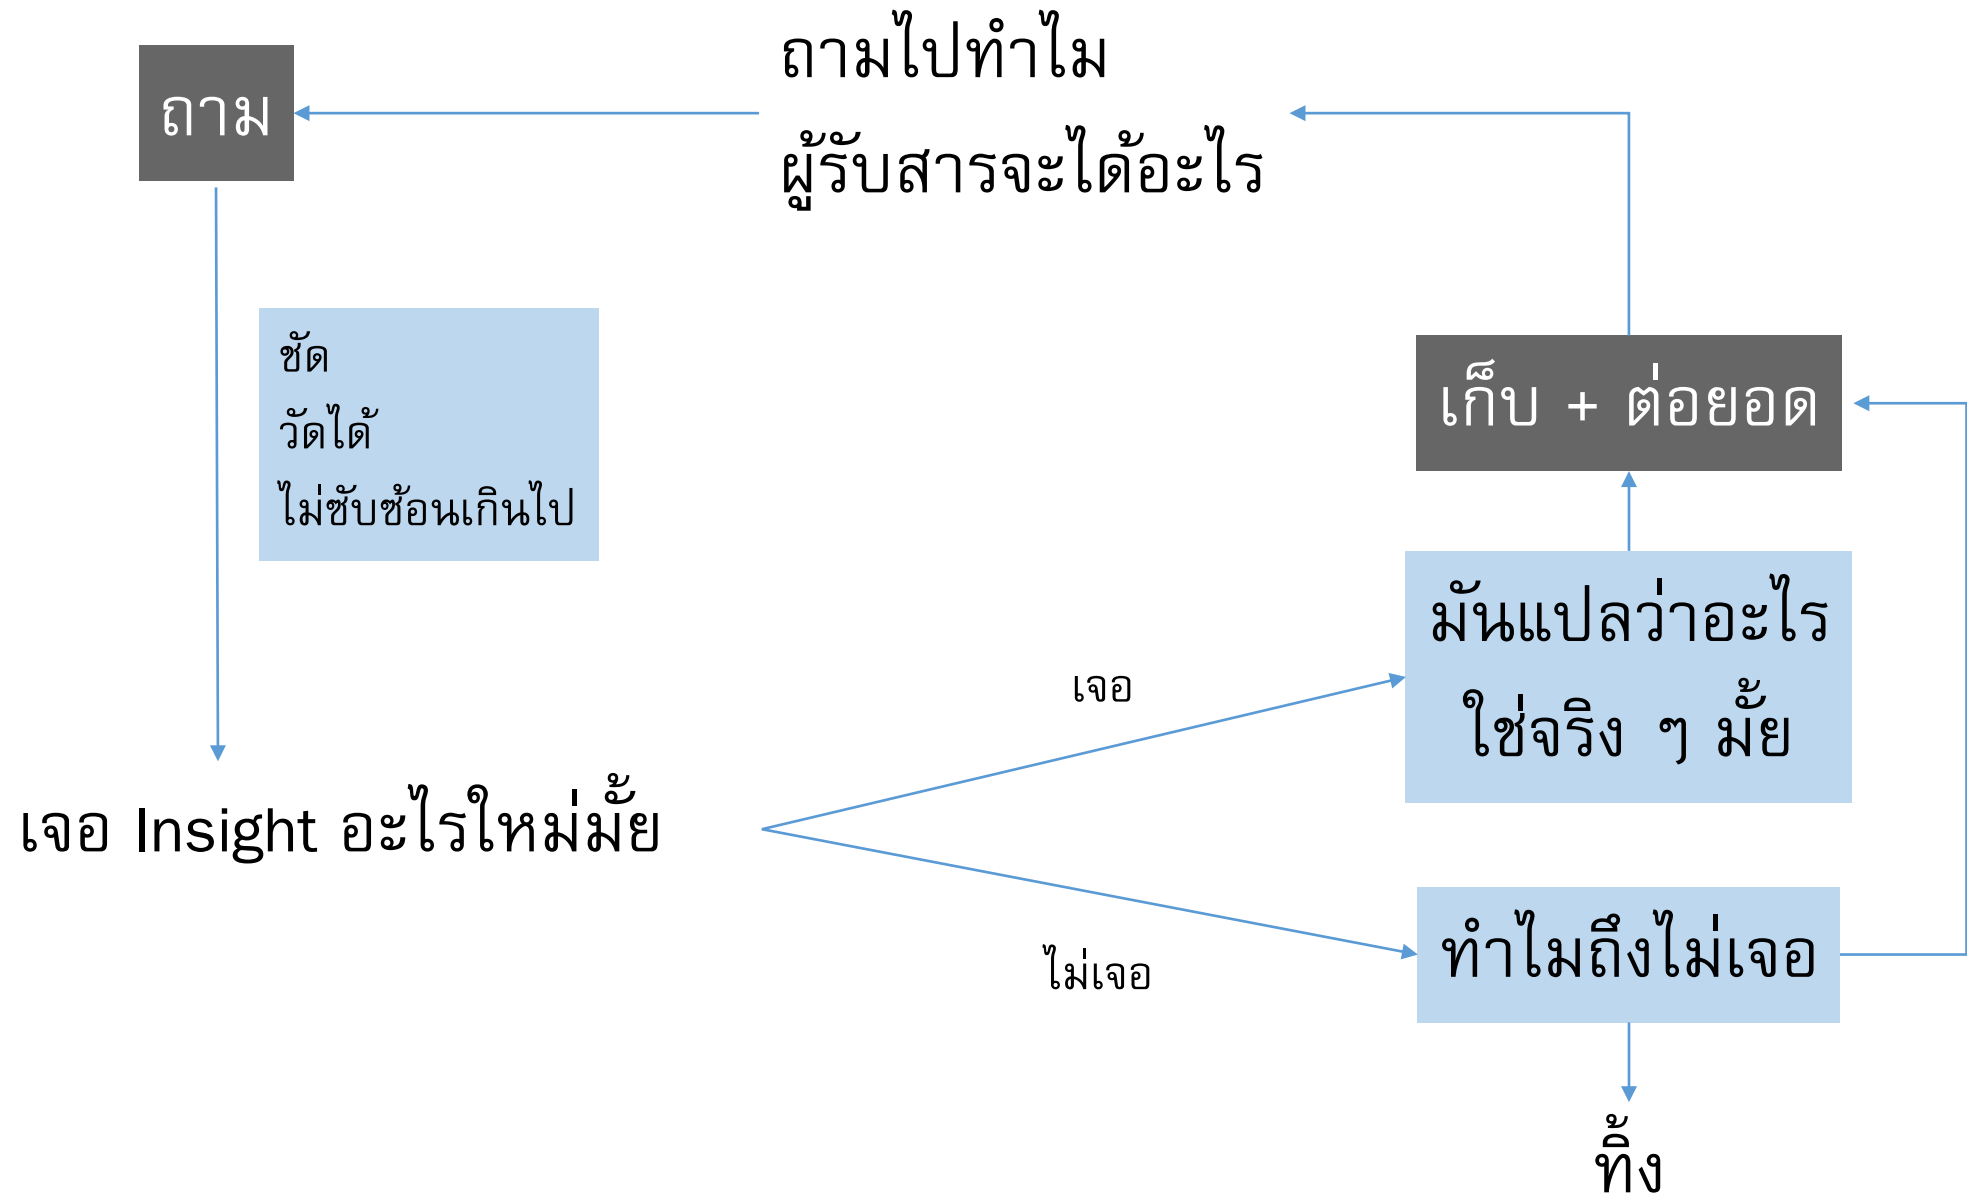 ถามไปทำไม
ถาม
ผู้รับสารจะได้อะไร
ชัด
วัดได้
ไม่ซับซ้อนเกินไป
เก็บ + ต่อยอด
มันแปลว่าอะไร
ใช่จริง ๆ มั้ย
เจอ
เจอ Insight อะไรใหม่มั้ย
ไม่เจอ
ทำไมถึงไม่เจอ
ทิ้ง